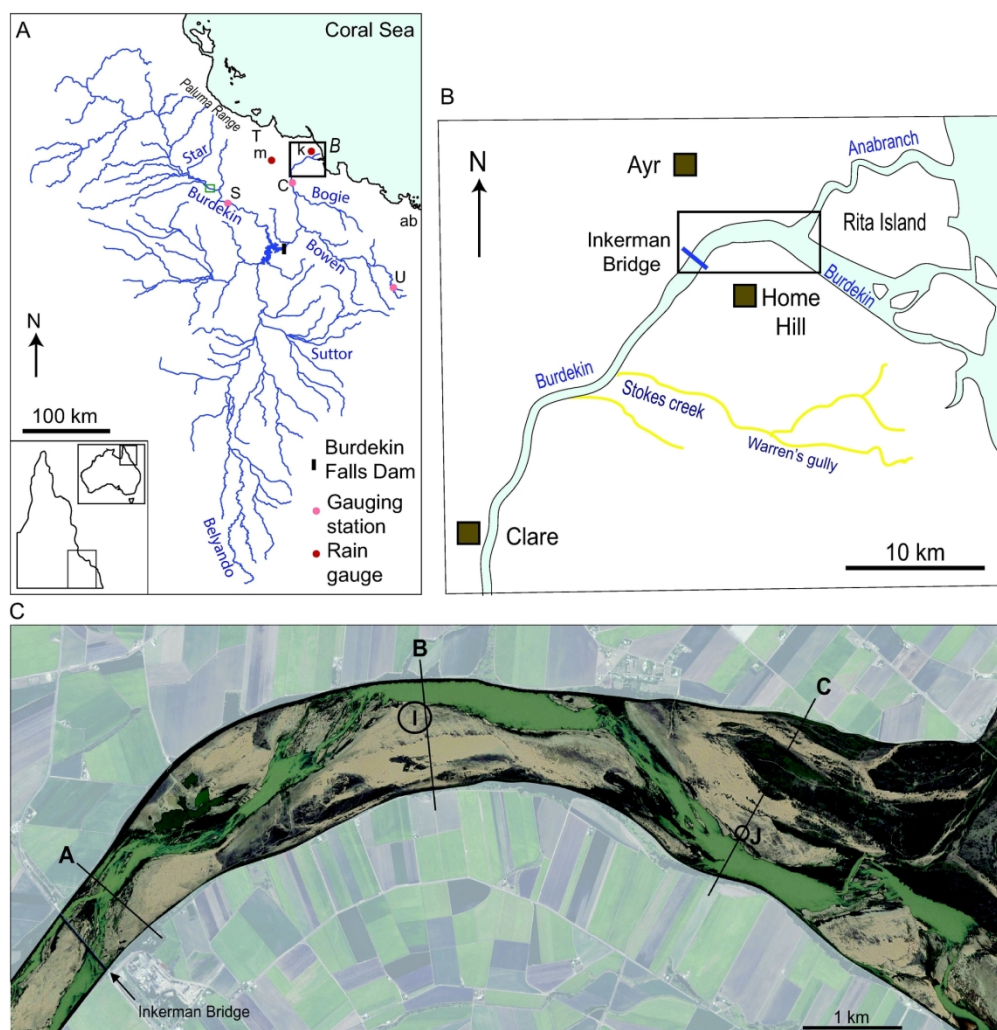 A
Coral Sea
Paluma Range
T
m
k
B
Star
S
C
Bogie
Burdekin
ab
Bowen
U
N
Suttor
100 km
Burdekin
Falls Dam
Gauging
station
Rain
gauge
Belyando
B
N
Ayr
Anabranch
Rita Island
Inkerman
Bridge
Burdekin
Home
Hill
Burdekin
Stokes creek
Warren's gully
Clare
10 km
C
B
I
C
J
A
Inkerman Bridge
1 km